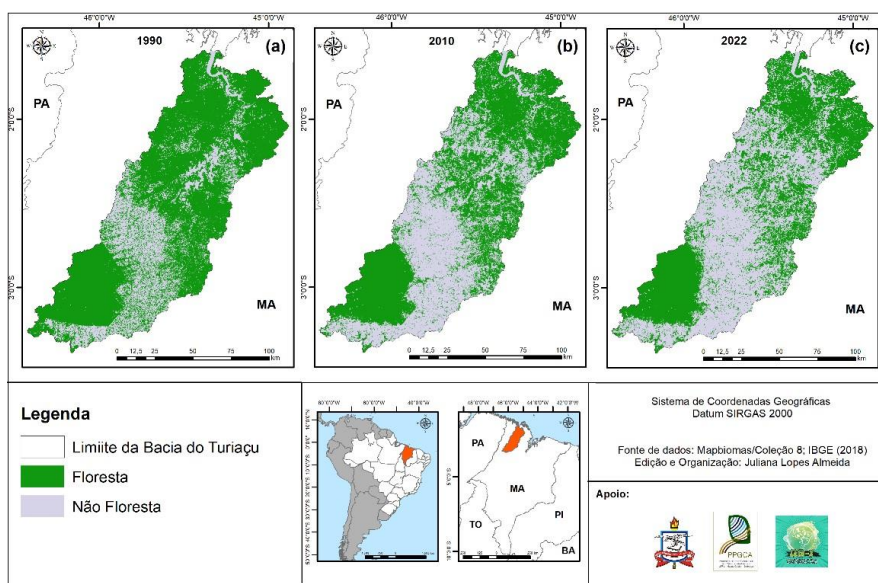 46°0'0"W 45°0'0"W 46°0'0"W 45°0'0"W 46°0'0"W 45°0'0"W
1990 (a)
2010 (b)
2022 (c)
PA
PA
PA
2°0'0"S
2°0'0"S
2°0'0"S
3°0'0"S
3°0'0"S
3°0'0"S
MA
MA
MA
0 12,5 25 50 75 100
km
0 12,5 25 50 75 100
km
0 12,5 25 50 75 100
km
Legenda
Limiite da Bacia do Turiaçu
Floresta
Não Floresta
PA
MA
TO
PI
BA
Sistema de Coordenadas Geográficas
Datum SIRGAS 2000
Fonte de dados: Mapbiomas/Coleção 8; IBGE (2018)
Edição e Organização: Juliana Lopes Almeida
Apoio:
PPGCA